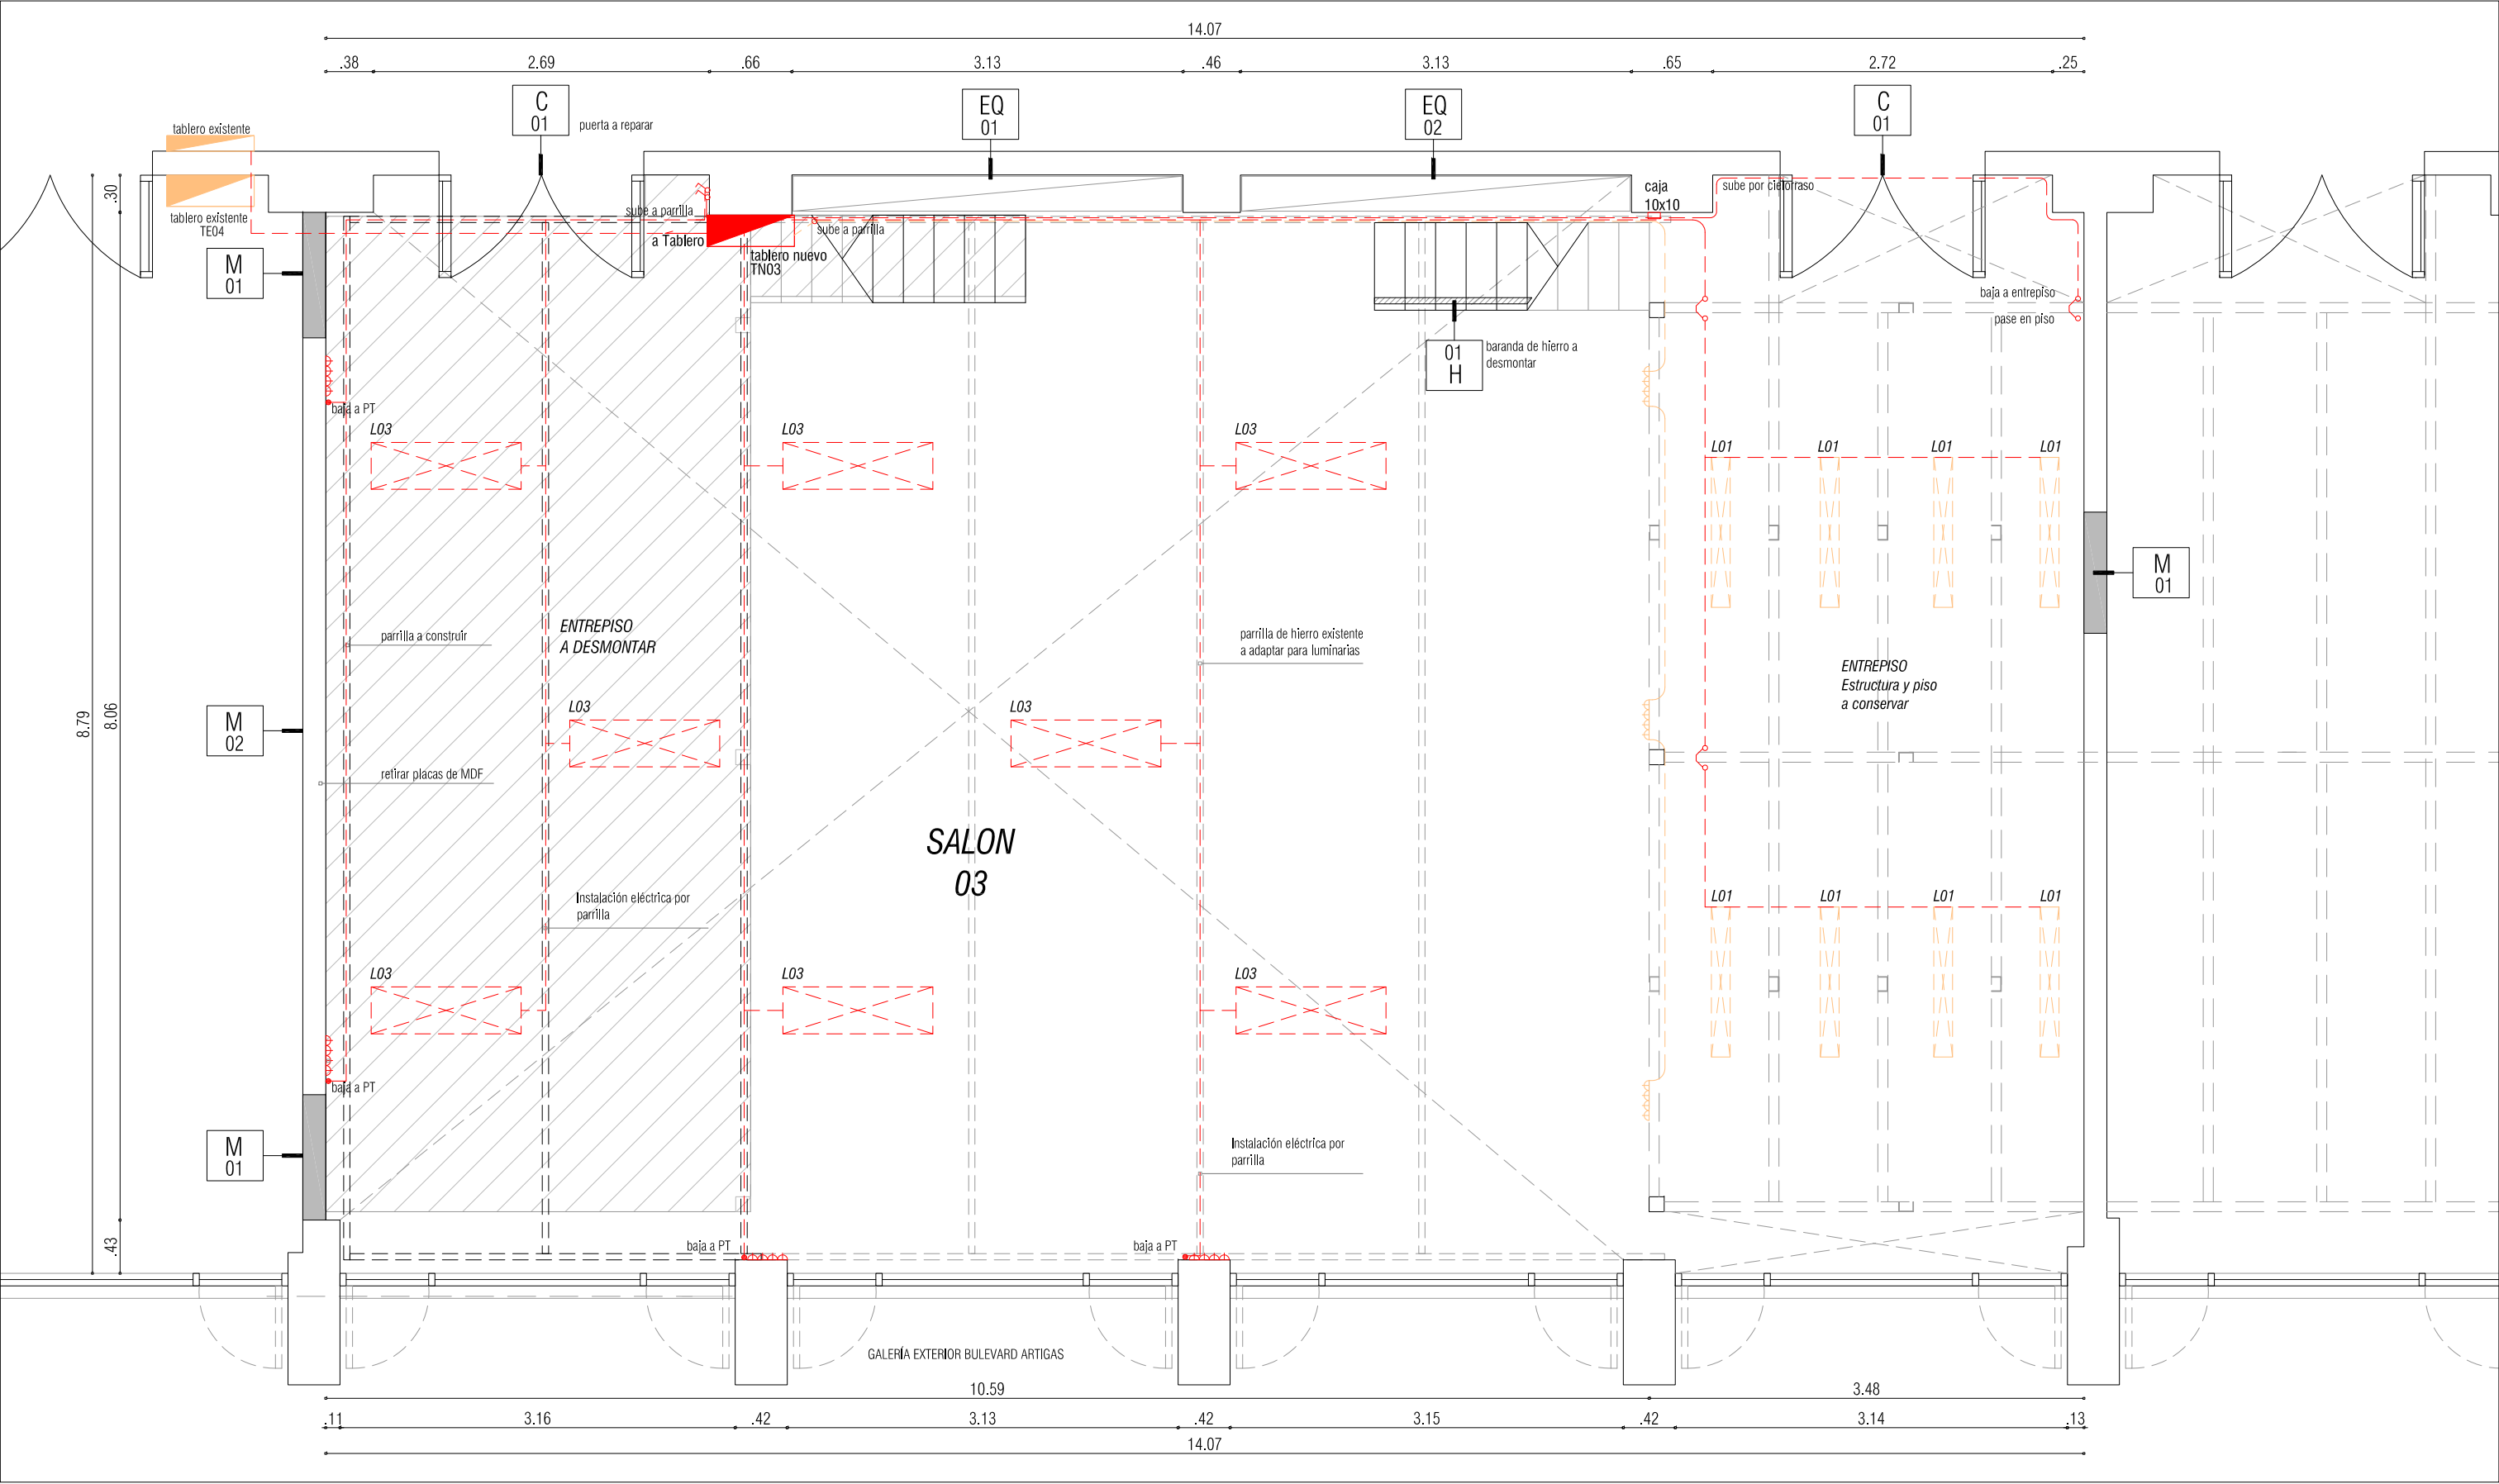 14.07
.38
2.69
.66
3.13
.46
3.13
.65
2.72
.25
C
01
puerta a reparar
EQ
01
EQ
02
C
01
tablero existente
tablero existente
TE04
.30
sube a parrilla
a Tablero
tablero nuevo
TN03
sube a parrilla
caja
10x10
sube por cielorraso
M
01
baja a entrepiso
pase en piso
01
H
baranda de hierro a
desmontar
baja a PT
L03
L03
L03
L01
L01
L01
L01
M
01
parrilla a construir
ENTREPISO
A DESMONTAR
parrilla de hierro existente
a adaptar para luminarias
ENTREPISO
Estructura y piso
a conservar
8.79
8.06
M
02
L03
L03
retirar placas de MDF
SALON
03
Instalación eléctrica por
parrilla
L01
L01
L01
L01
L03
L03
L03
baja a PT
M
01
Instalación eléctrica por
parrilla
.43
baja a PT
baja a PT
GALERÍA EXTERIOR BULEVARD ARTIGAS
10.59
3.48
.11
3.16
.42
3.13
.42
3.15
.42
3.14
.13
14.07